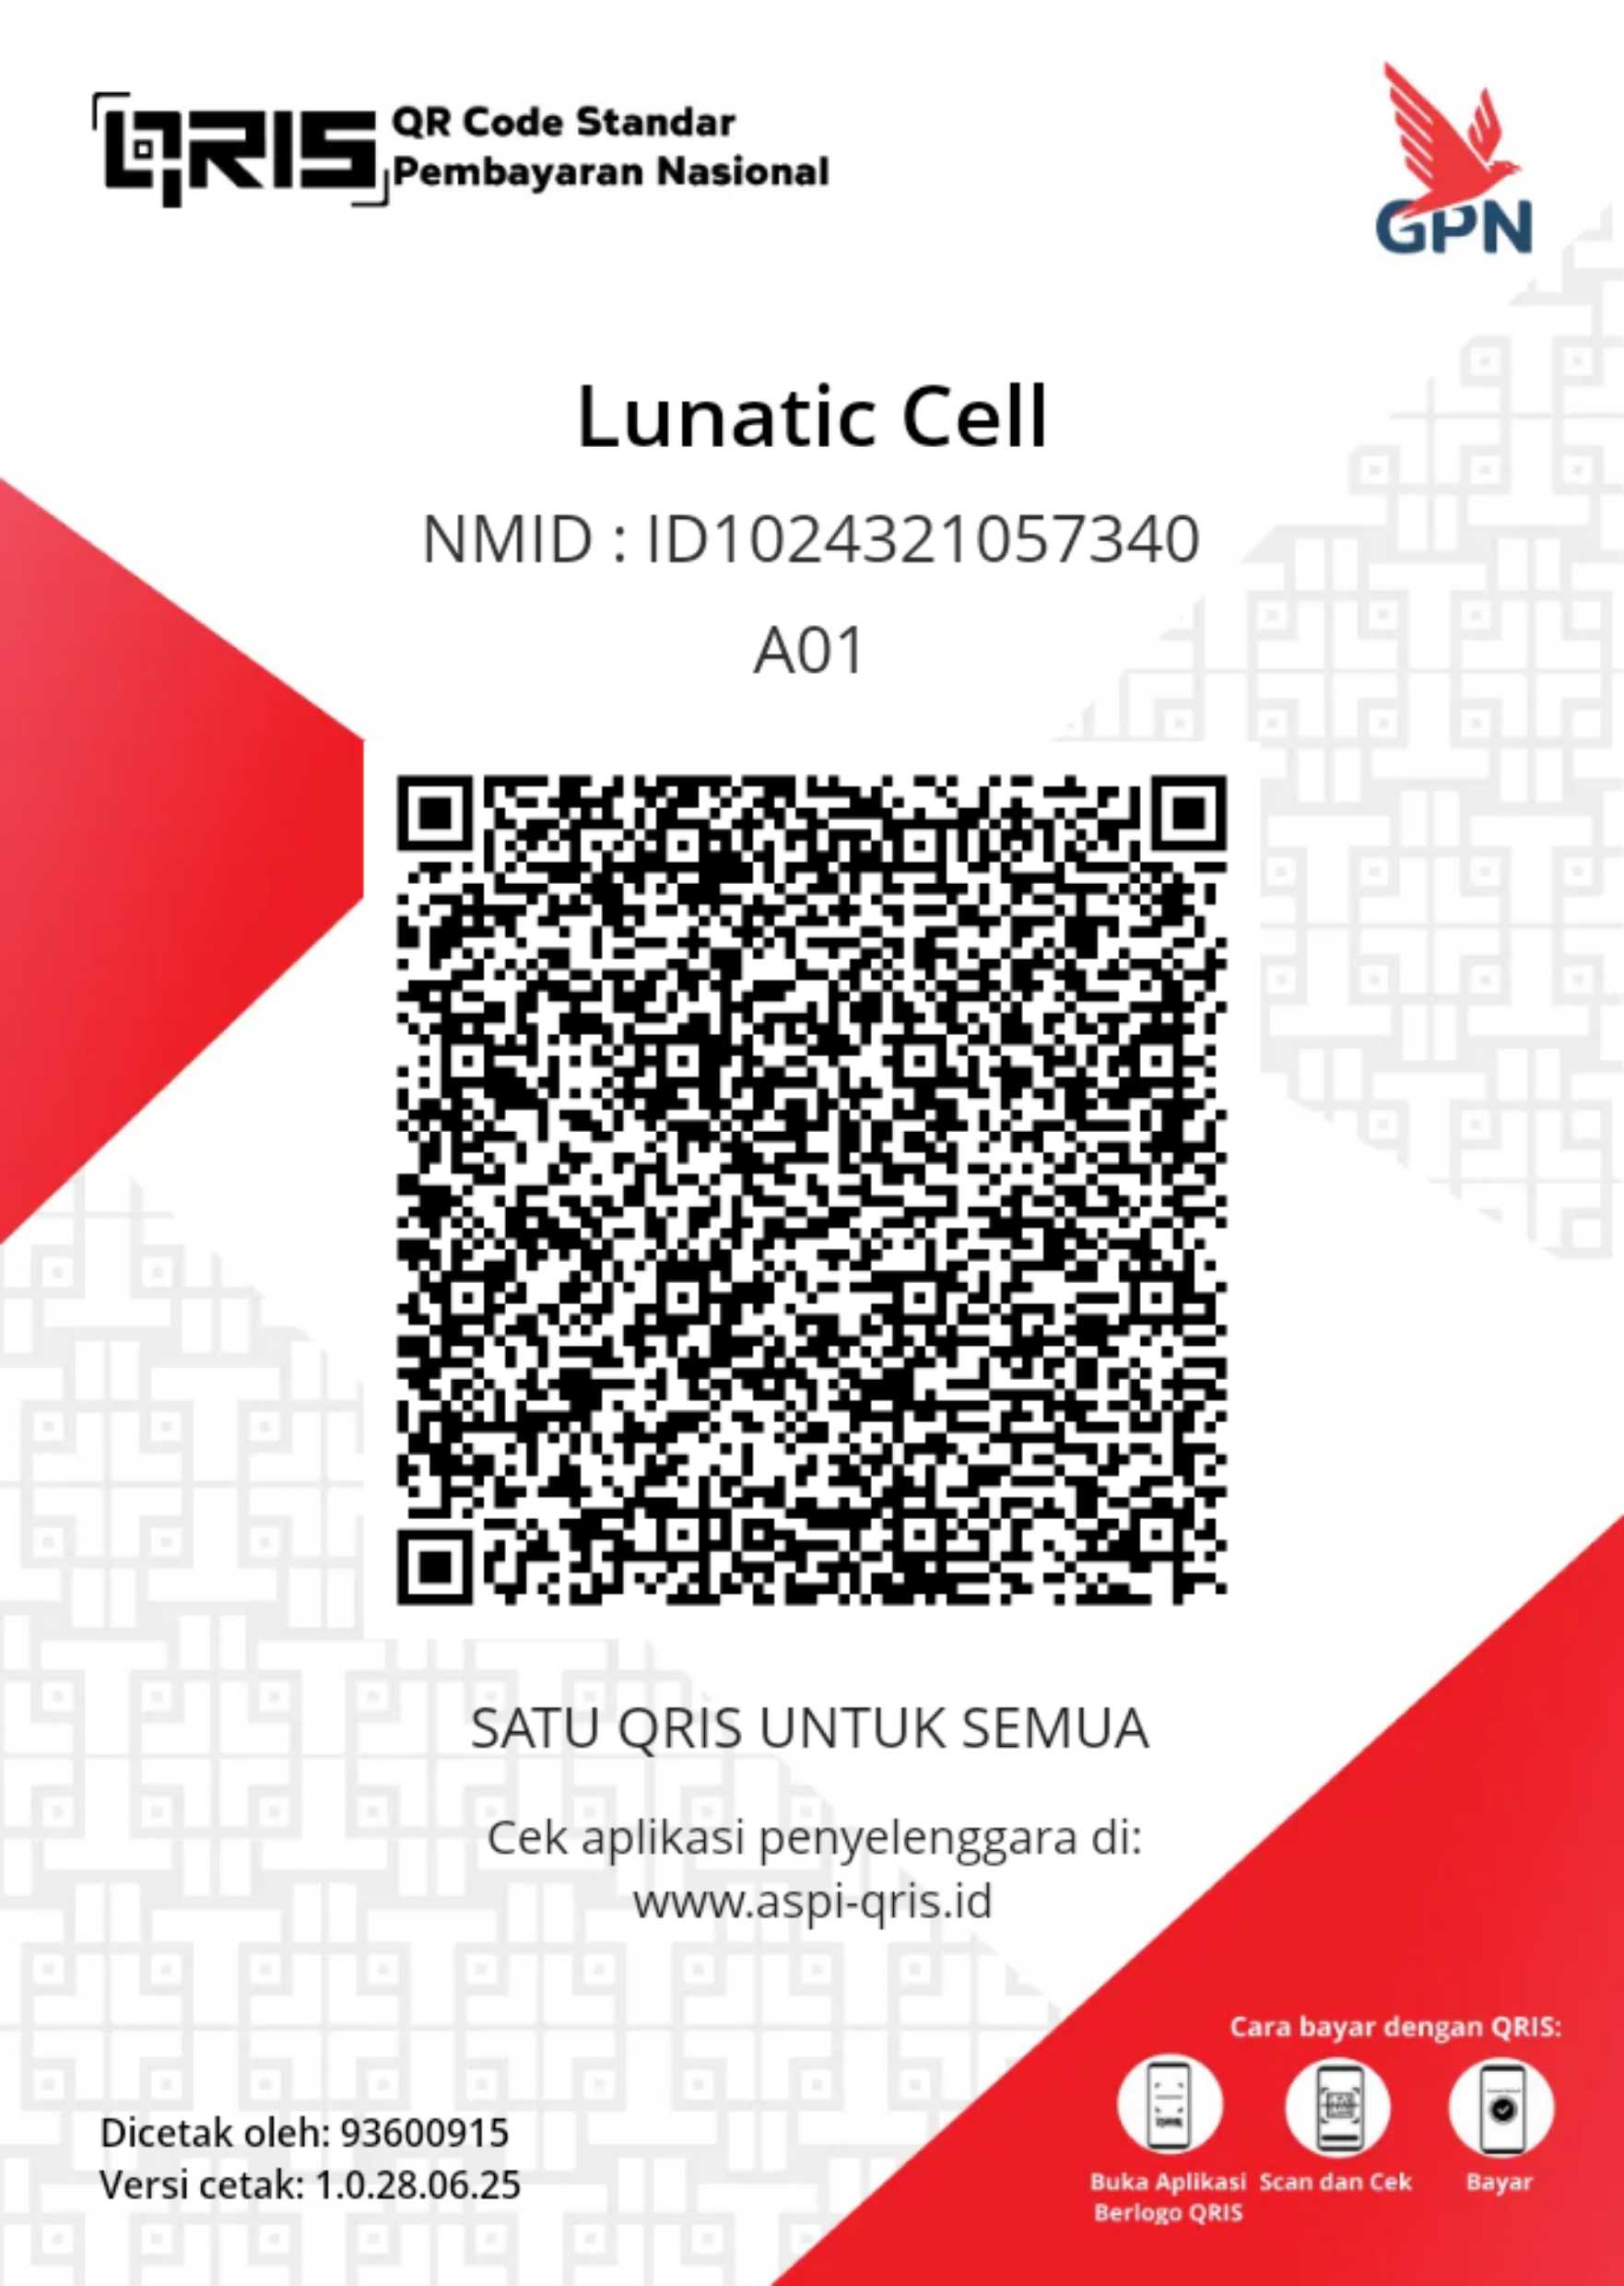 QRIS
QR Code Standar
Pembayaran Nasional
GPN
Lunatic Cell
NMID : ID1024321057340
A01
SATU QRIS UNTUK SEMUA
Cek aplikasi penyelenggara di:
www.aspi-qris.id
Cara bayar dengan QRIS:
Buka Aplikasi
Berlogo QRIS
Scan dan Cek
Bayar
Dicetak oleh: 93600915
Versi cetak: 1.0.28.06.25